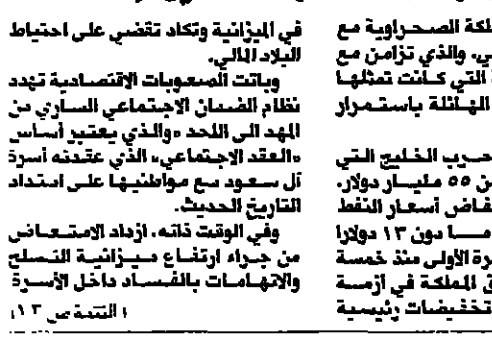 لكة الصحراوية مع
ي، والذي تزامن مع
التي كانت تمثلها
الهائلة باستمرار
حرب الخليج التي
ن ٥٥ مليار دولار.
فاض أسعار النفط
مـا دون ١٣ دولارا
رة الأولى منذ خمسة
ق المملكة في أزمة
تخفيضات رئيسية
في الميزانية وتكاد تقضي على احتياط
البلاد المالي.
وباتت الصعوبات الاقتصادية تهدد
نظام الضمان الاجتماعي الساري من
المهد الى اللحد «والذي يعتبر أساس
«العقد الاجتماعي» الذي عقدته أسرة
آل سعود مع مواطنيها على امتداد
التاريخ الحديث.
وفي الوقت ذاته، ازداد الامتعاض
من جراء ارتفاع ميزانية التسلح
والاتهامات بالفساد داخل الأسرة
(التتمة ص ١٣)